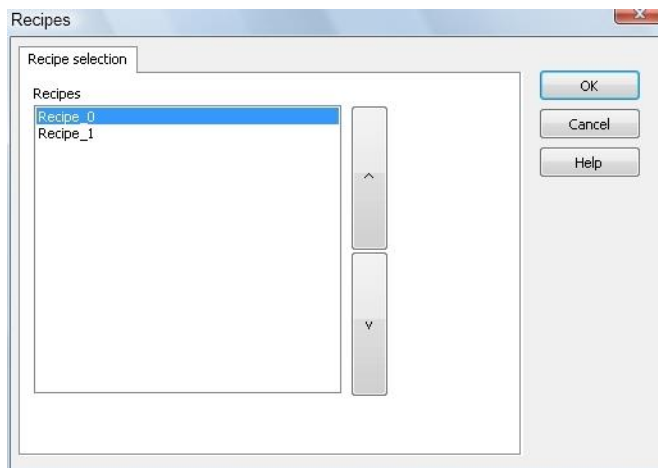 Recipes
Recipe selection
Recipes
Recipe_0
Recipe_1
^
v
OK
Cancel
Help